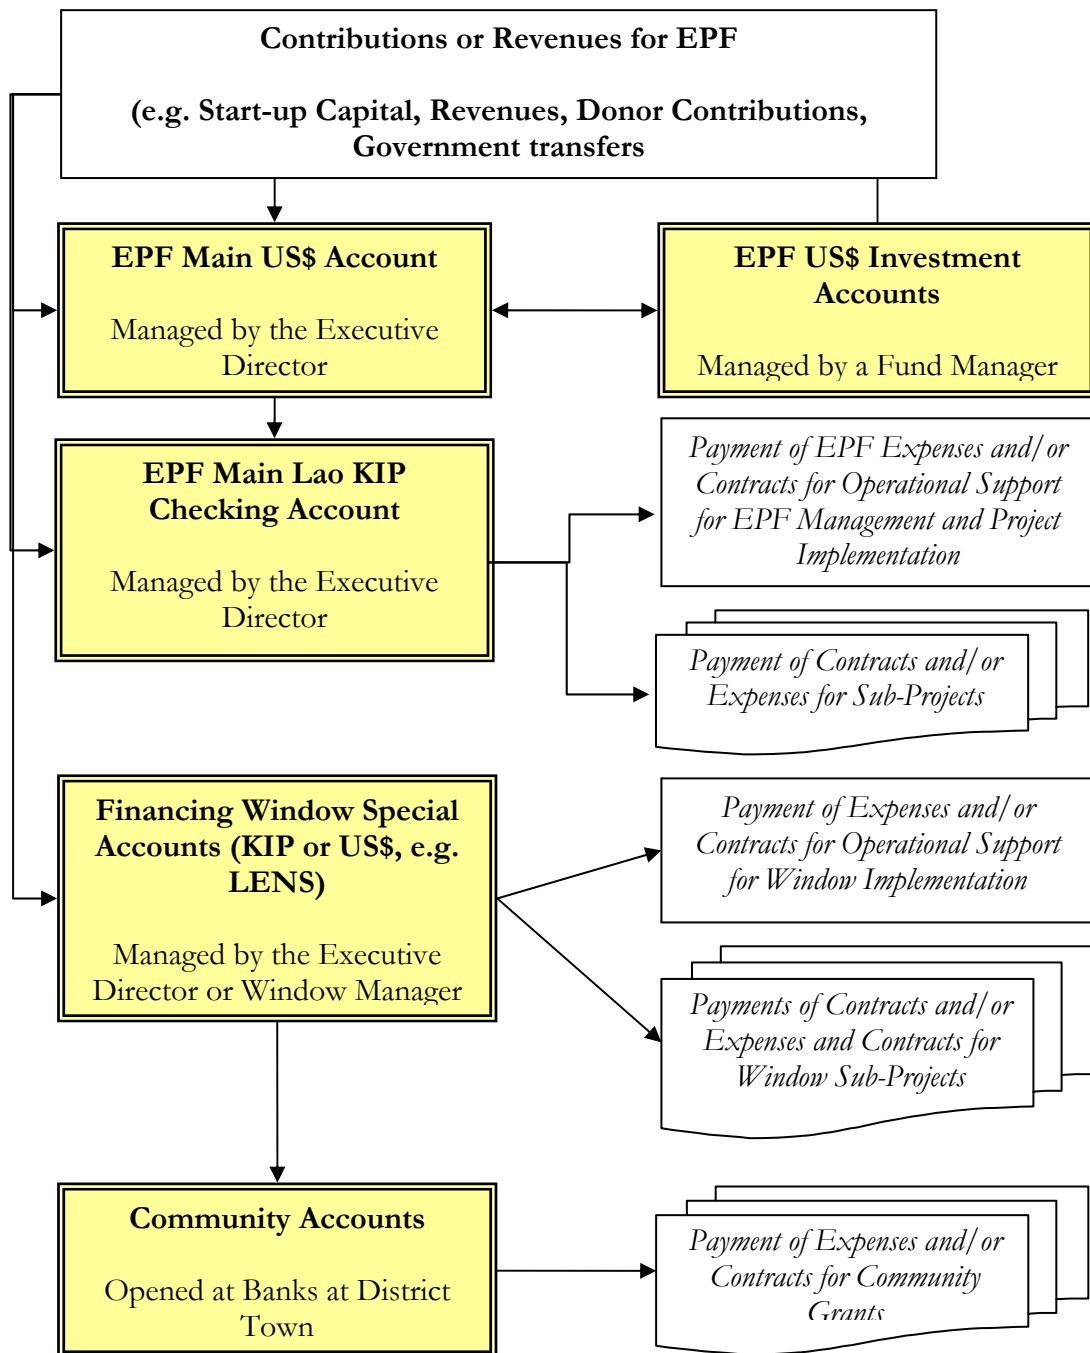 Contributions or Revenues for EPF
(e.g. Start-up Capital, Revenues, Donor Contributions,
Government transfers
EPF Main US$ Account
Managed by the Executive
Director
EPF US$ Investment
Accounts
Managed by a Fund Manager
EPF Main Lao KIP
Checking Account
Managed by the Executive
Director
Payment of EPF Expenses and/or
Contracts for Operational Support
for EPF Management and Project
Implementation
Payment of Contracts and/or
Expenses for Sub-Projects
Financing Window Special
Accounts (KIP or US$, e.g.
LENS)
Managed by the Executive
Director or Window Manager
Payment of Expenses and/or
Contracts for Operational Support
for Window Implementation
Payments of Contracts and/or
Expenses and Contracts for
Window Sub-Projects
Community Accounts
Opened at Banks at District
Town
Payment of Expenses and/or
Contracts for Community
Grants